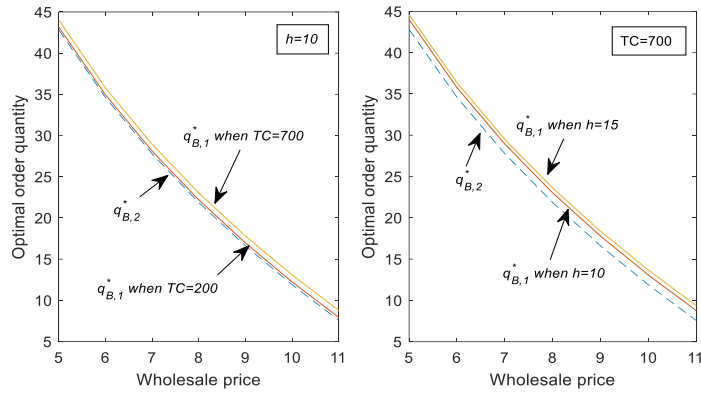 Optimal order quantity
45
40
35
30
25
20
15
10
5
h=10
q*B,1 when TC=700
q*B,2
q*B,1 when TC=200
5 6 7 8 9 10 11
Wholesale price
Optimal order quantity
45
40
35
30
25
20
15
10
5
TC=700
q*B,1 when h=15
q*B,2
q*B,1 when h=10
5 6 7 8 9 10 11
Wholesale price